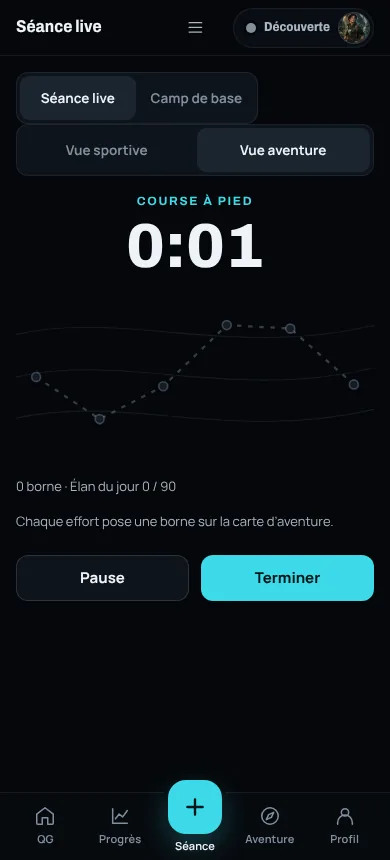 Séance live
Découverte
Séance live
Camp de base
Vue sportive
Vue aventure
COURSE À PIED
0:01
0 borne · Élan du jour 0 / 90
Chaque effort pose une borne sur la carte d'aventure.
Pause
Terminer
QG
Progrès
Séance
Aventure
Profil